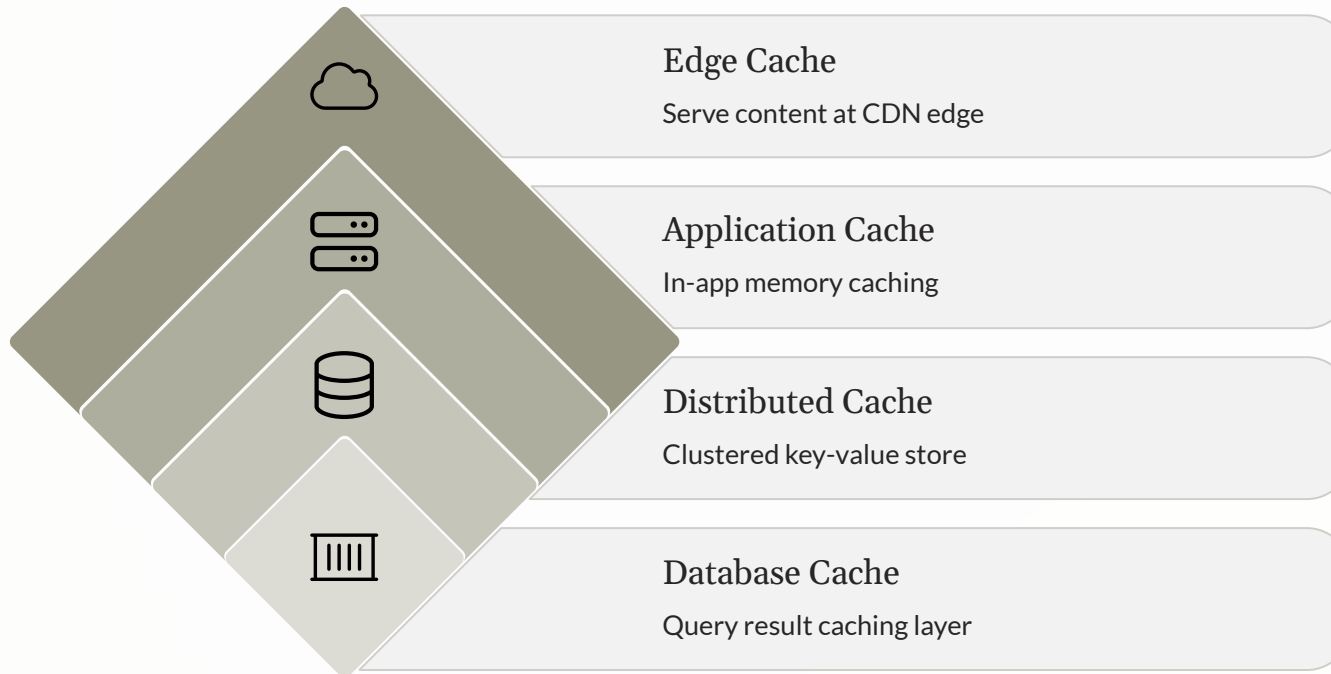 Edge Cache
Serve content at CDN edge
Application Cache
In-app memory caching
Distributed Cache
Clustered key-value store
Database Cache
Query result caching layer